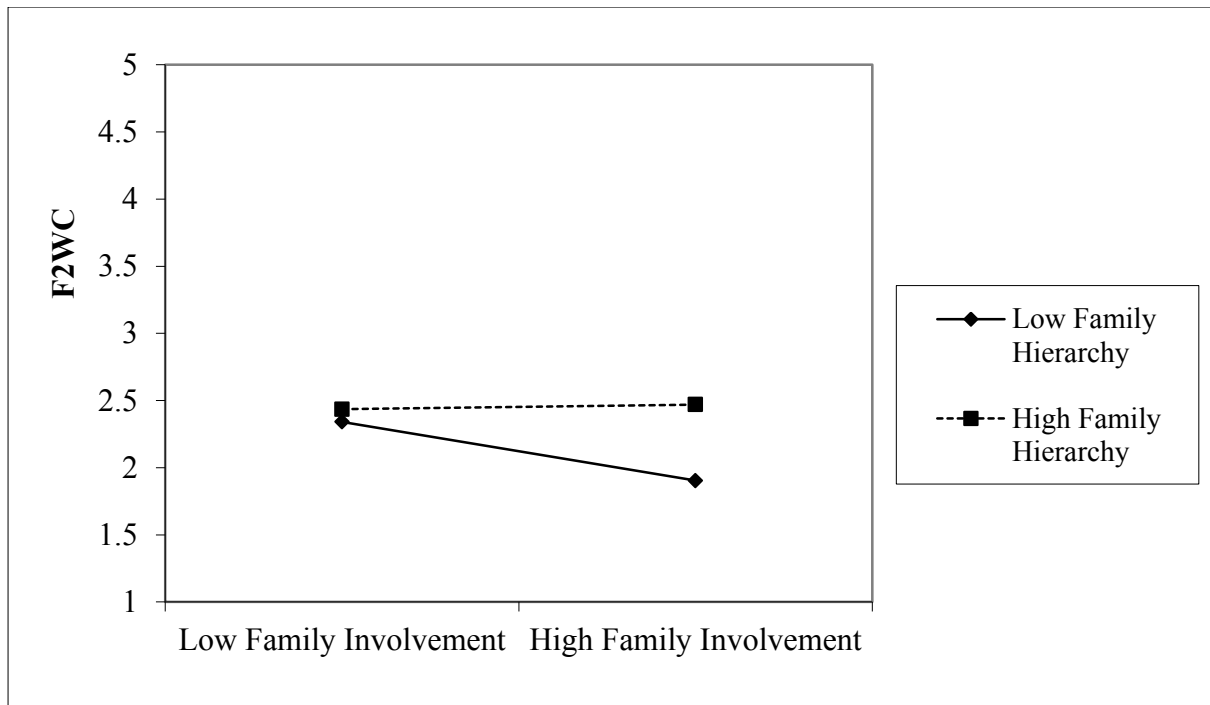 5
4.5
4
3.5
3
2.5
2
1.5
1
F2WC
Low Family Involvement
High Family Involvement
Low Family
Hierarchy
High Family
Hierarchy